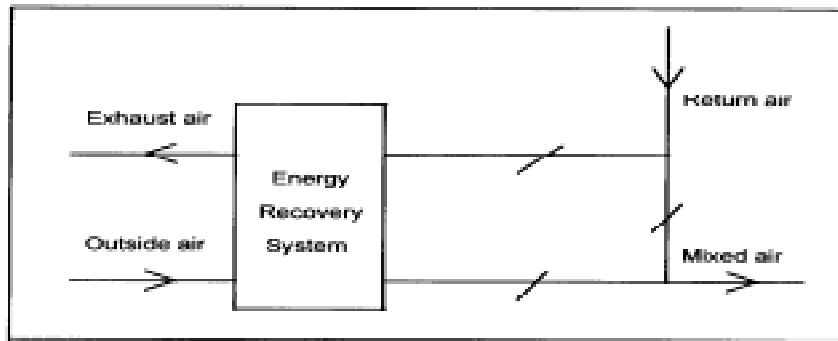 Return air
Exhaust air
Energy
Recovery
System
Outside air
Mixed air